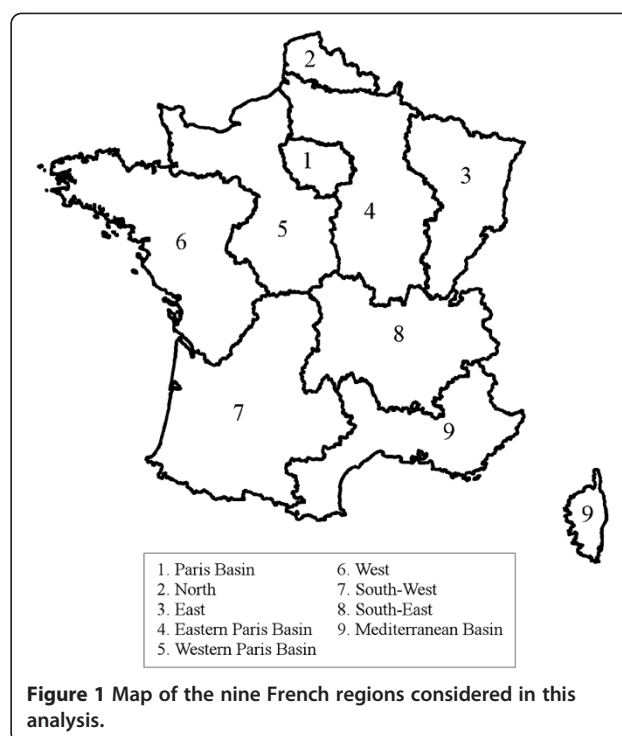 2
1
3
4
5
6
8
7
9
9
1. Paris Basin
2. North
3. East
4. Eastern Paris Basin
5. Western Paris Basin
6. West
7. South-West
8. South-East
9. Mediterranean Basin
Figure 1 Map of the nine French regions considered in this
analysis.